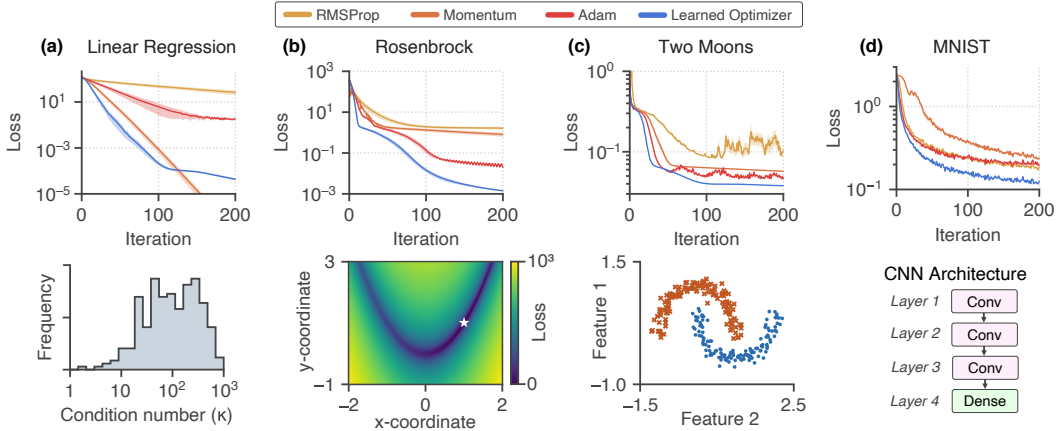 RMSProp Momentum Adam Learned Optimizer
(a) Linear Regression
Loss
10¹
10⁻¹
10⁻³
10⁻⁵
0 100 200
Iteration
(b) Rosenbrock
Loss
10³
10¹
10⁻¹
10⁻³
0 100 200
Iteration
(c) Two Moons
Loss
10⁰
10⁻¹
0 100 200
Iteration
(d) MNIST
Loss
10⁰
10⁻¹
0 100 200
Iteration
Frequency
1 10 10² 10³
Condition number (κ)
y-coordinate
3
−1
−2 0 2
x-coordinate
10³
Loss
0
Feature 1
1.5
−1.0
−1.5 2.5
Feature 2
CNN Architecture
Layer 1 Conv
Layer 2 Conv
Layer 3 Conv
Layer 4 Dense